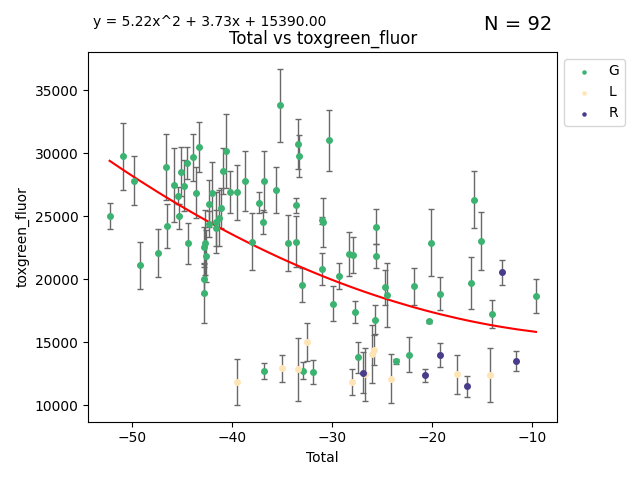 y = 5.22x^2 + 3.73x + 15390.00
N = 92
Total vs toxgreen_fluor
35000
30000
25000
20000
15000
10000
toxgreen_fluor
−50
−40
−30
−20
−10
Total
G
L
R